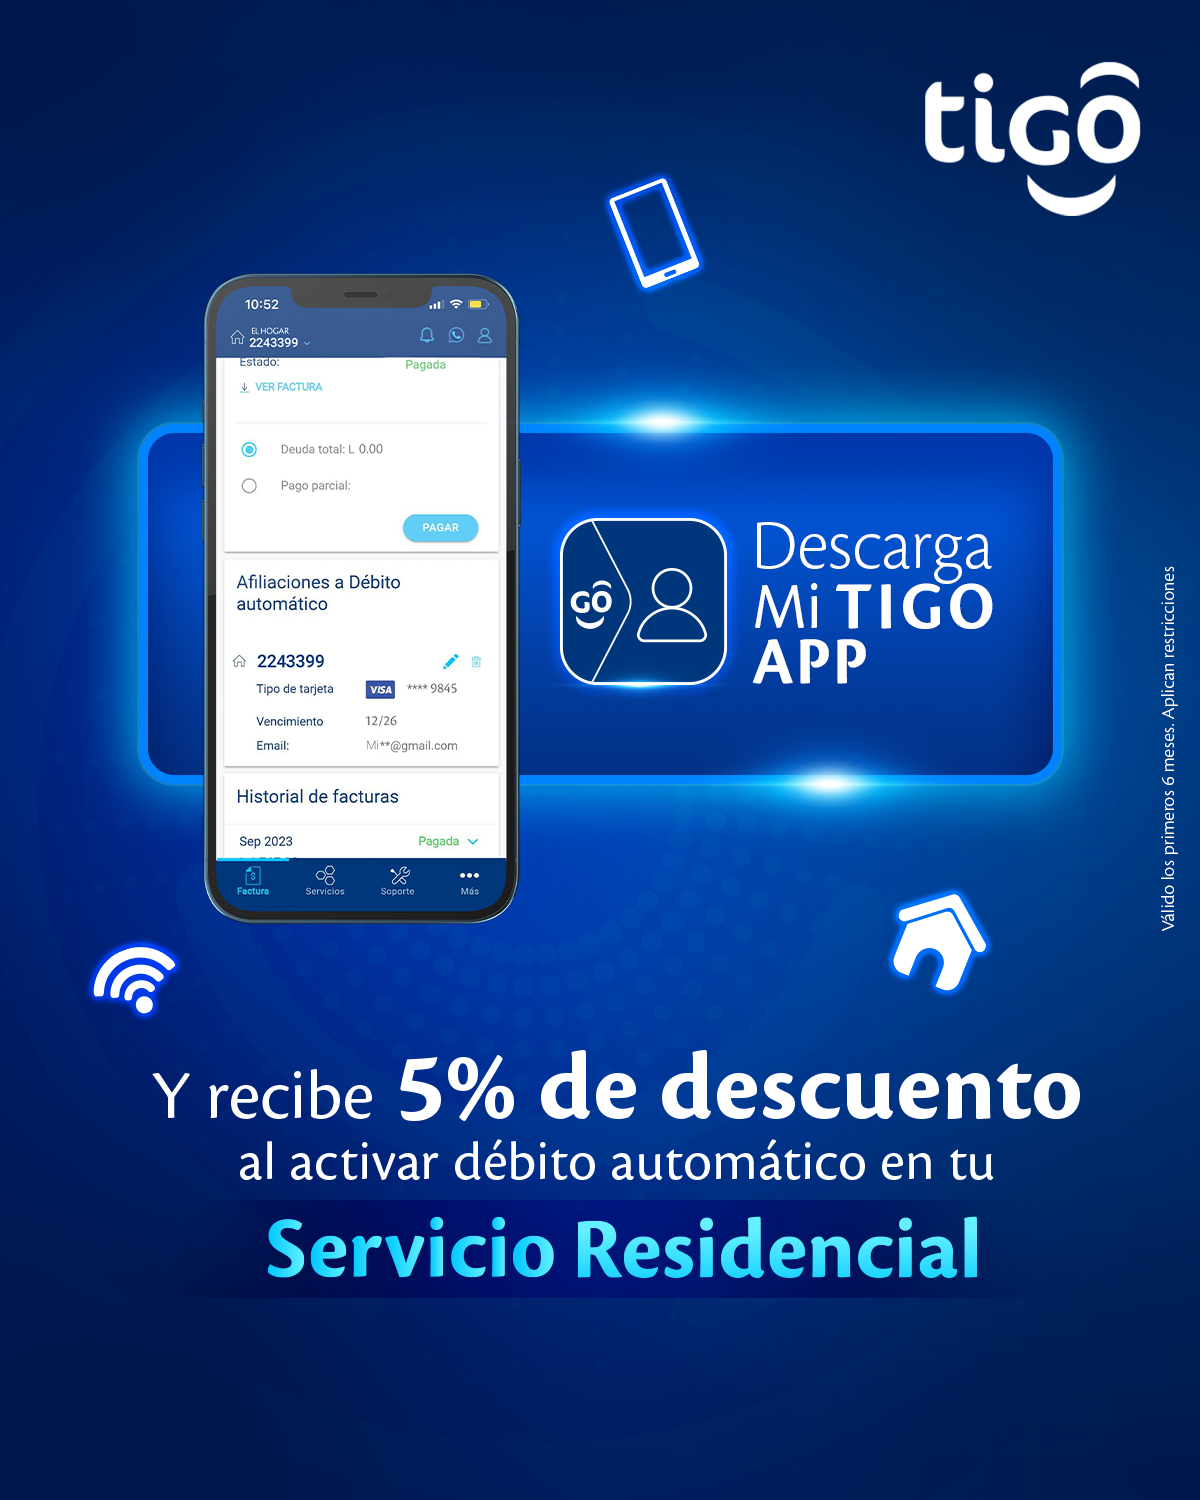 tigo
10:52
EL HOGAR
2243399
Estado: Pagada
VER FACTURA
Deuda total: L 0.00
Pago parcial:
PAGAR
Afiliaciones a Débito
automático
2243399
Tipo de tarjeta VISA **** 9845
Vencimiento 12/26
Email: Mi**@gmail.com
Historial de facturas
Sep 2023 Pagada
Factura Servicios Soporte Más
GO
Descarga
Mi TIGO
APP
Válido los primeros 6 meses. Aplican restricciones
Y recibe 5% de descuento
al activar débito automático en tu
Servicio Residencial